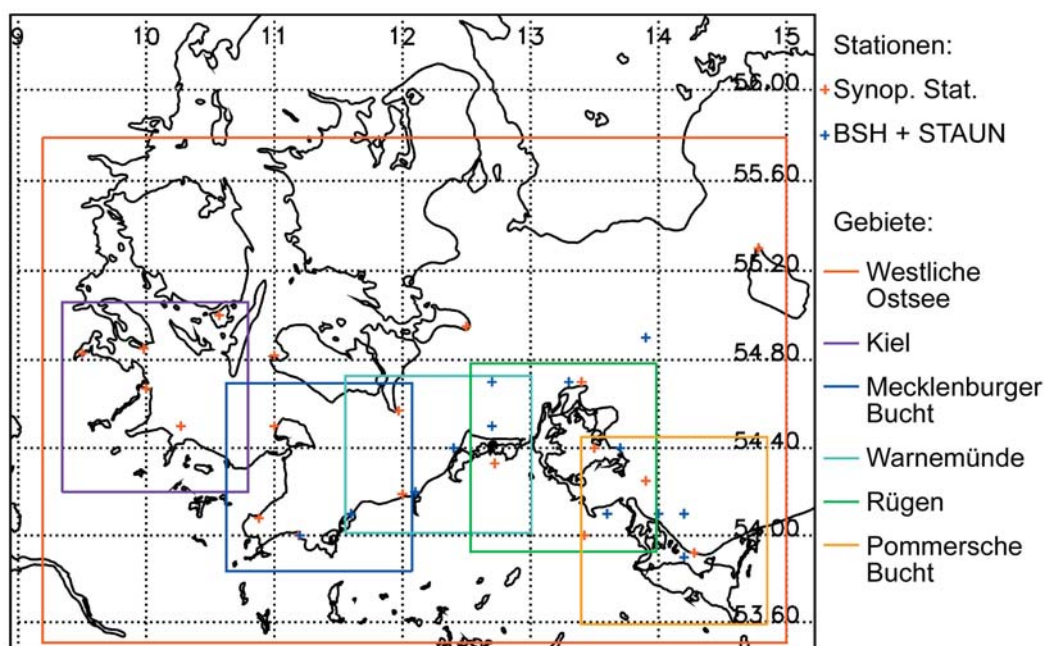 9 10 11 12 13 14 15
56.00
55.60
55.20
54.80
54.40
54.00
53.60
Stationen:
Synop. Stat.
BSH + STAUN
Gebiete:
Westliche
Ostsee
Kiel
Mecklenburger
Bucht
Warnemünde
Rügen
Pommersche
Bucht